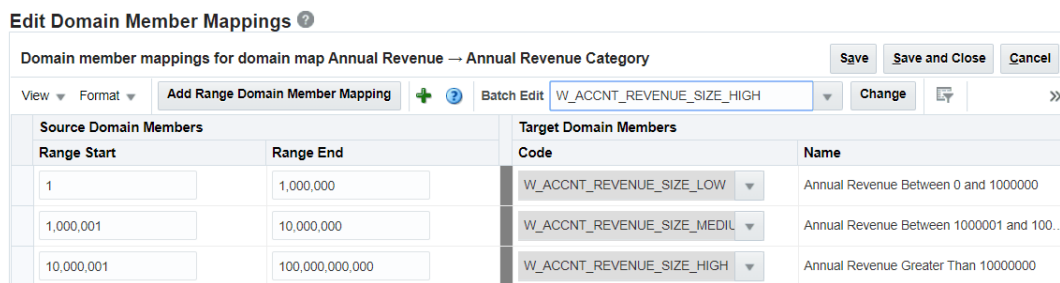 Edit Domain Member Mappings ?
Domain member mappings for domain map Annual Revenue → Annual Revenue Category Save Save and Close Cancel
View Format Add Range Domain Member Mapping ? Batch Edit W_ACCNT_REVENUE_SIZE_HIGH Change »
Source Domain Members Target Domain Members
Range Start Range End Code Name
1 1,000,000 W_ACCNT_REVENUE_SIZE_LOW Annual Revenue Between 0 and 1000000
1,000,001 10,000,000 W_ACCNT_REVENUE_SIZE_MEDIU Annual Revenue Between 1000001 and 100...
10,000,001 100,000,000,000 W_ACCNT_REVENUE_SIZE_HIGH Annual Revenue Greater Than 10000000